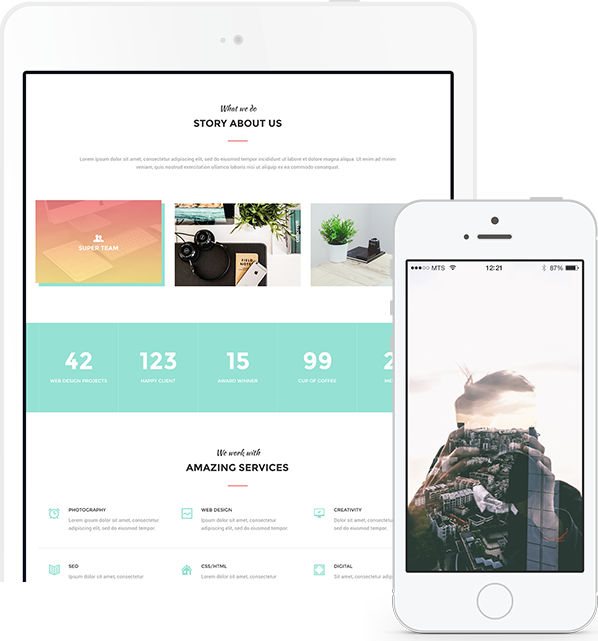 What we do
STORY ABOUT US
Lorem ipsum dolor sit amet, consectetur adipiscing elit, sed do eiusmod tempor incididunt ut labore et dolore magna aliqua. Ut enim ad minim
veniam, quis nostrud exercitation ullamco laboris nisi ut aliquip ex ea commodo consequat.
SUPER TEAM
FIELD NOTES
42
123
15
99
2
WEB DESIGN PROJECTS
HAPPY CLIENT
AWARD WINNER
CUP OF COFFEE
ME
We work with
AMAZING SERVICES
PHOTOGRAPHY
Lorem ipsum dolor sit amet, consectetur
adipiscing elit, sed do eiusmod tempor.
WEB DESIGN
Ipsum dolor sit amet, consectetur
adipiscing elit, sed do eiusmod tempor.
CREATIVITY
Dolor sit amet, consectetur
adipiscing elit, sed do
SEO
Ipsum dolor sit amet, consectetur
CSS/HTML
Lorem ipsum dolor sit amet, consectetur
DIGITAL
Sit amet, consectetur adip
MTS
12:21
87%